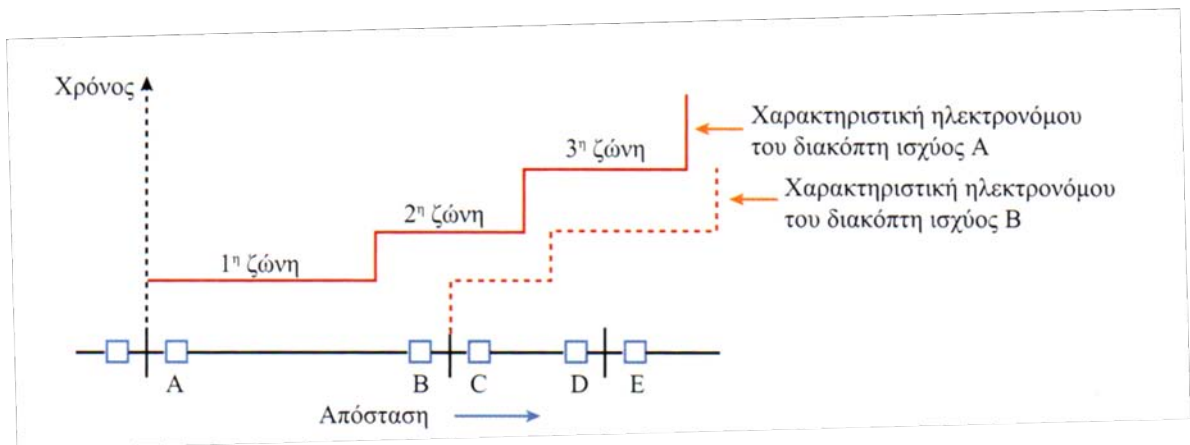 Χρόνος
Χαρακτηριστική ηλεκτρονόμου
του διακόπτη ισχύος Α
3η ζώνη
Χαρακτηριστική ηλεκτρονόμου
του διακόπτη ισχύος Β
2η ζώνη
1η ζώνη
A B C D E
Απόσταση